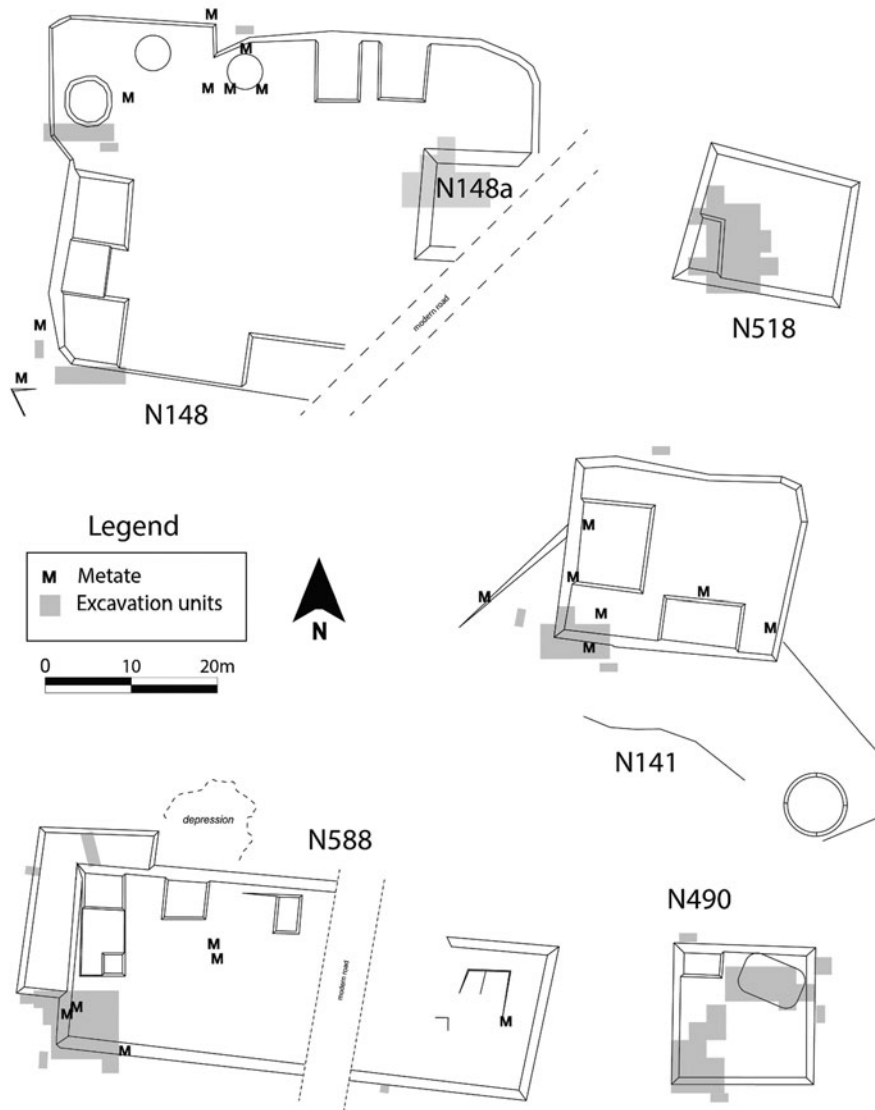 M
M
M
M M M
N148a
N518
modern road
M
M
N148
Legend
M Metate
Excavation units
N
0 10 20m
M
M
M
M
M
M
M
N141
depression
N588
N490
M
M
modern road
M
M
M
M